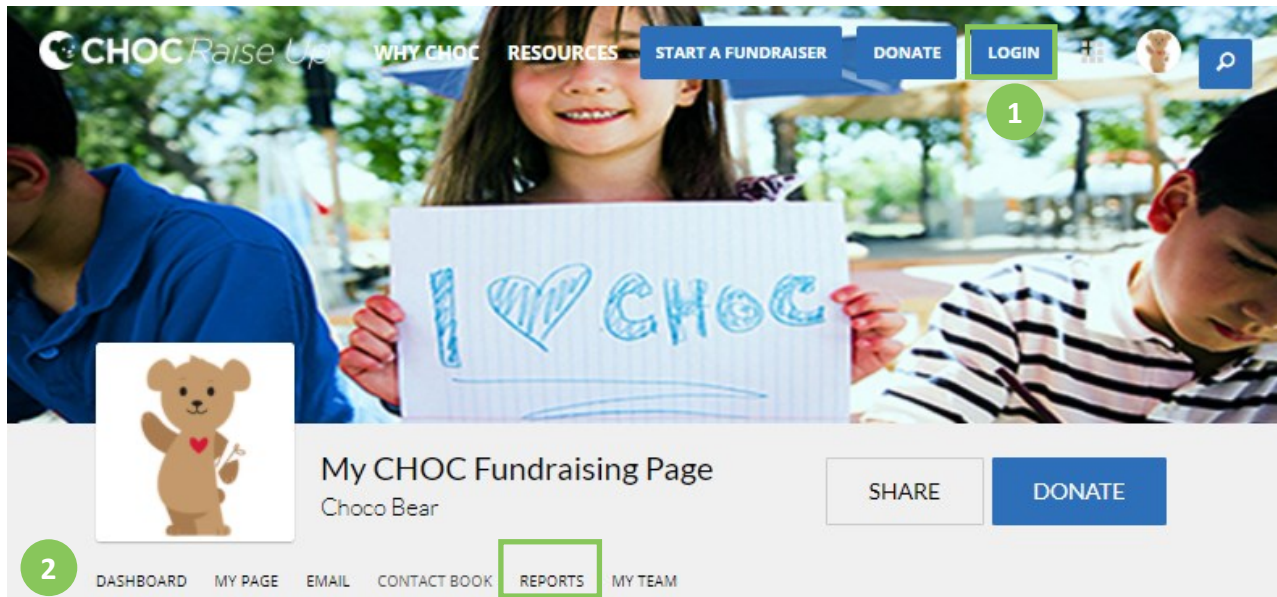 CHOC Raise Up WHY CHOC RESOURCES START A FUNDRAISER DONATE LOGIN
1
I CHOC
My CHOC Fundraising Page
Choco Bear
SHARE DONATE
2 DASHBOARD MY PAGE EMAIL CONTACT BOOK REPORTS MY TEAM